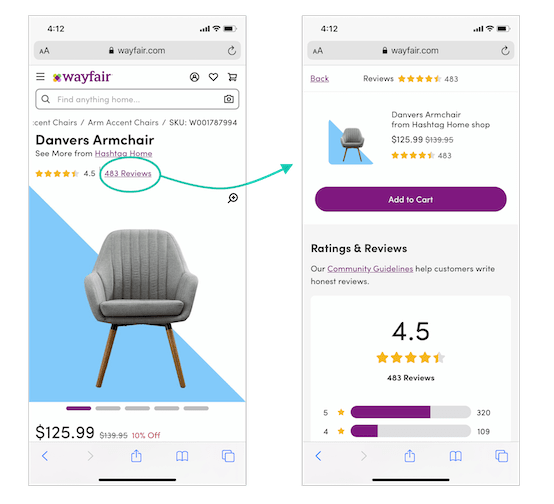 4:12
AA wayfair.com
wayfair
Find anything home...
ccent Chairs / Arm Accent Chairs / SKU: W001787994
Danvers Armchair
See More from Hashtag Home
4.5 483 Reviews
$125.99 $139.95 10% Off
4:12
AA wayfair.com
Back Reviews 483
Danvers Armchair
from Hashtag Home shop
$125.99 $139.95
483
Add to Cart
Ratings & Reviews
Our Community Guidelines help customers write
honest reviews.
4.5
483 Reviews
5 320
4 109